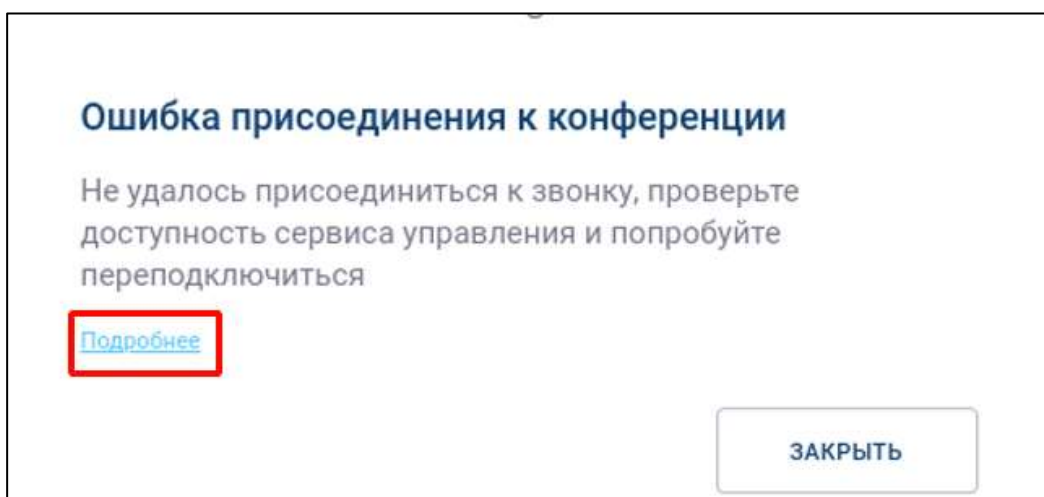 Ошибка присоединения к конференции
Не удалось присоединиться к звонку, проверьте
доступность сервиса управления и попробуйте
переподключиться
Подробнее
ЗАКРЫТЬ